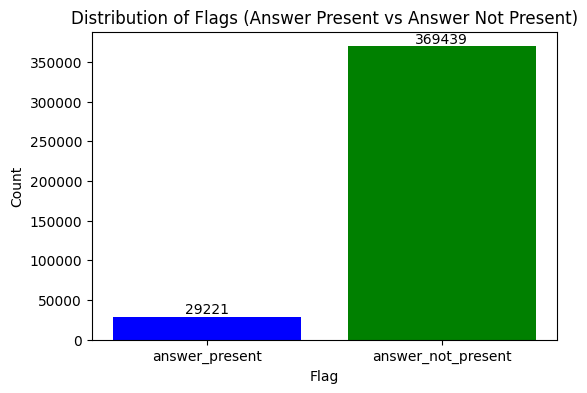 Distribution of Flags (Answer Present vs Answer Not Present)
369439
350000
300000
250000
200000
150000
100000
50000
0
Count
29221
answer_present answer_not_present
Flag